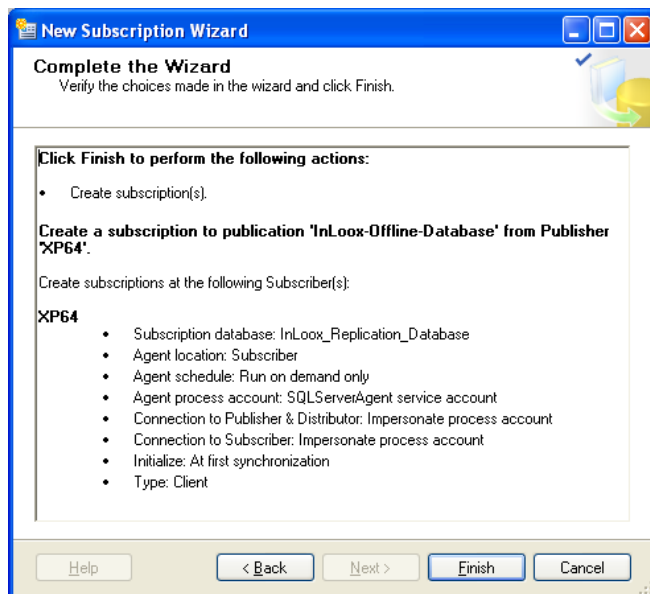 New Subscription Wizard
Complete the Wizard
Verify the choices made in the wizard and click Finish.
Click Finish to perform the following actions:
• Create subscription(s).
Create a subscription to publication 'InLoox-Offline-Database' from Publisher
'XP64'.
Create subscriptions at the following Subscriber(s):
XP64
• Subscription database: InLoox_Replication_Database
• Agent location: Subscriber
• Agent schedule: Run on demand only
• Agent process account: SQLServerAgent service account
• Connection to Publisher & Distributor: Impersonate process account
• Connection to Subscriber: Impersonate process account
• Initialize: At first synchronization
• Type: Client
Help
< Back
Next >
Finish
Cancel